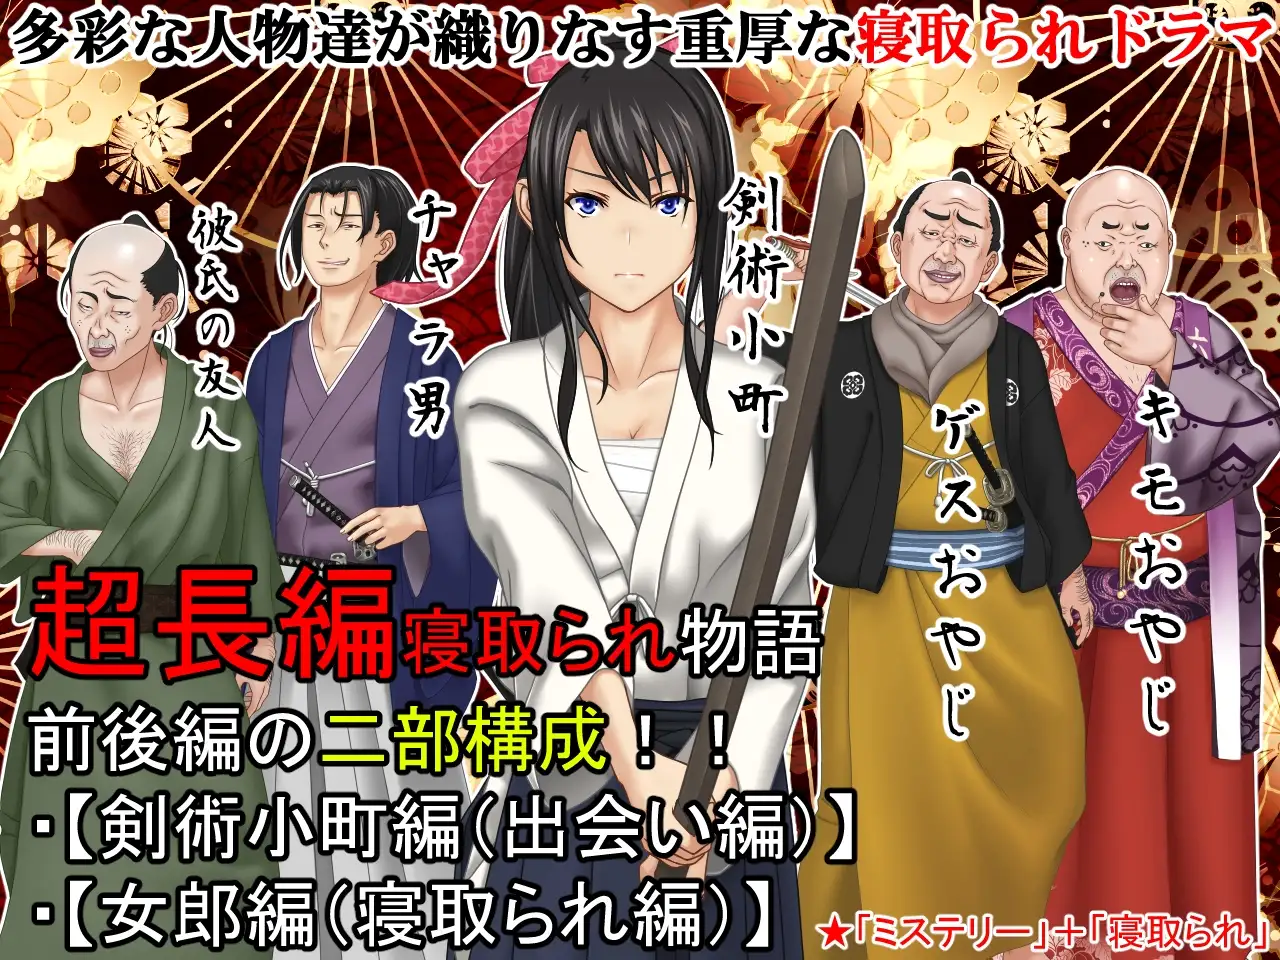 多彩な人物達が織りなす重厚な寝取られドラマ
彼氏の友人
チャラ男
剣術小町
ゲスおやじ
キモおやじ
超長編寝取られ物語
前後編の二部構成！！
・【剣術小町編（出会い編）】
・【女郎編（寝取られ編）】
★「ミステリー」＋「寝取られ」